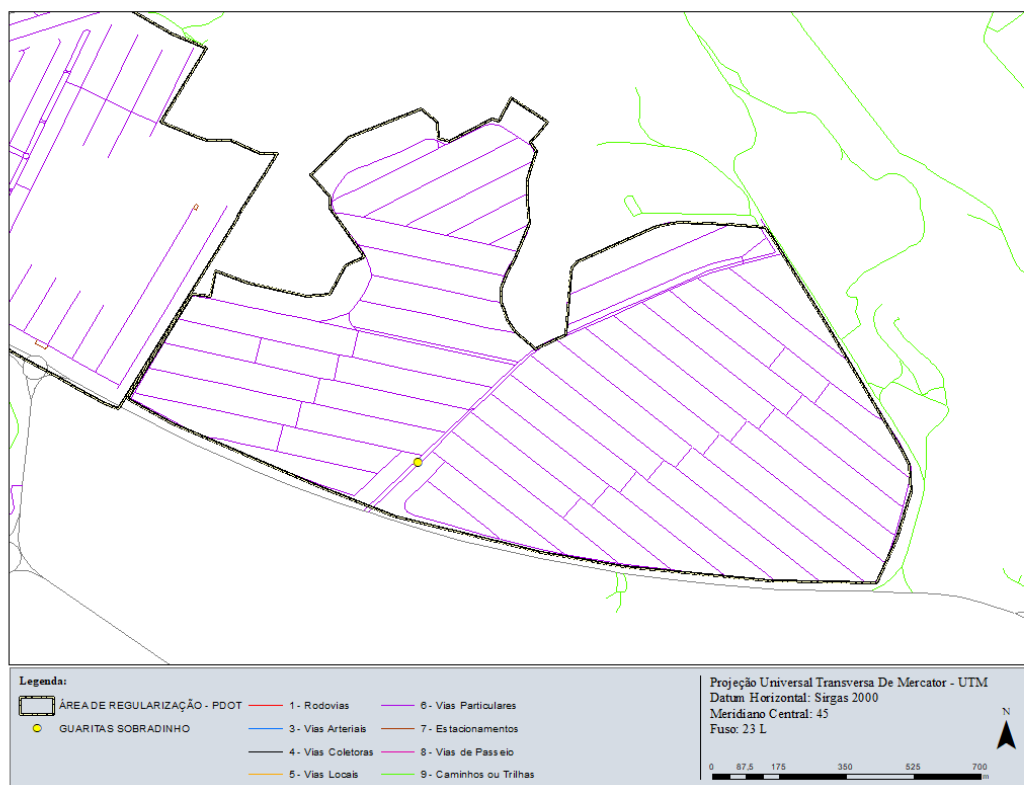 Legenda:
ÁREA DE REGULARIZAÇÃO - PDOT
GUARITAS SOBRADINHO
1 - Rodovias
3 - Vias Arteriais
4 - Vias Coletoras
5 - Vias Locais
6 - Vias Particulares
7 - Estacionamentos
8 - Vias de Passeio
9 - Caminhos ou Trilhas
Projeção Universal Transversa De Mercator - UTM
Datum Horizontal: Sirgas 2000
Meridiano Central: 45
Fuso: 23 L
N
0 87,5 175 350 525 700
m